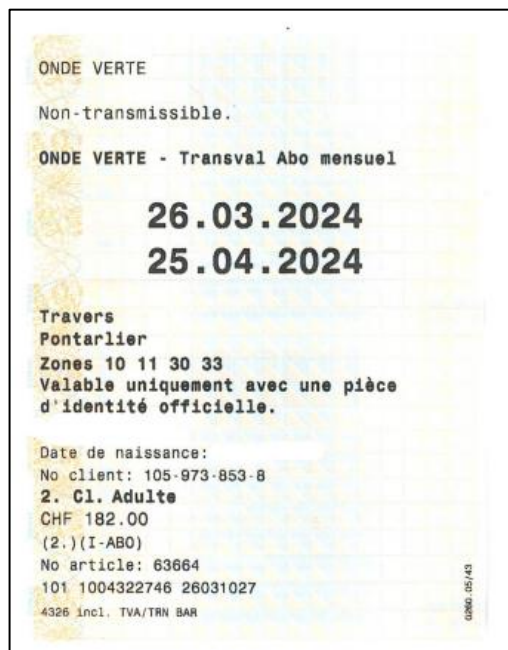 ONDE VERTE
Non-transmissible.
ONDE VERTE - Transval Abo mensuel
26.03.2024
25.04.2024
Travers
Pontarlier
Zones 10 11 30 33
Valable uniquement avec une pièce
d'identité officielle.
Date de naissance:
No client: 105-973-853-8
2. Cl. Adulte
CHF 182.00
(2.)(I-ABO)
No article: 63664
101 1004322746 26031027
4326 incl. TVA/TRN BAR
0260.05/43